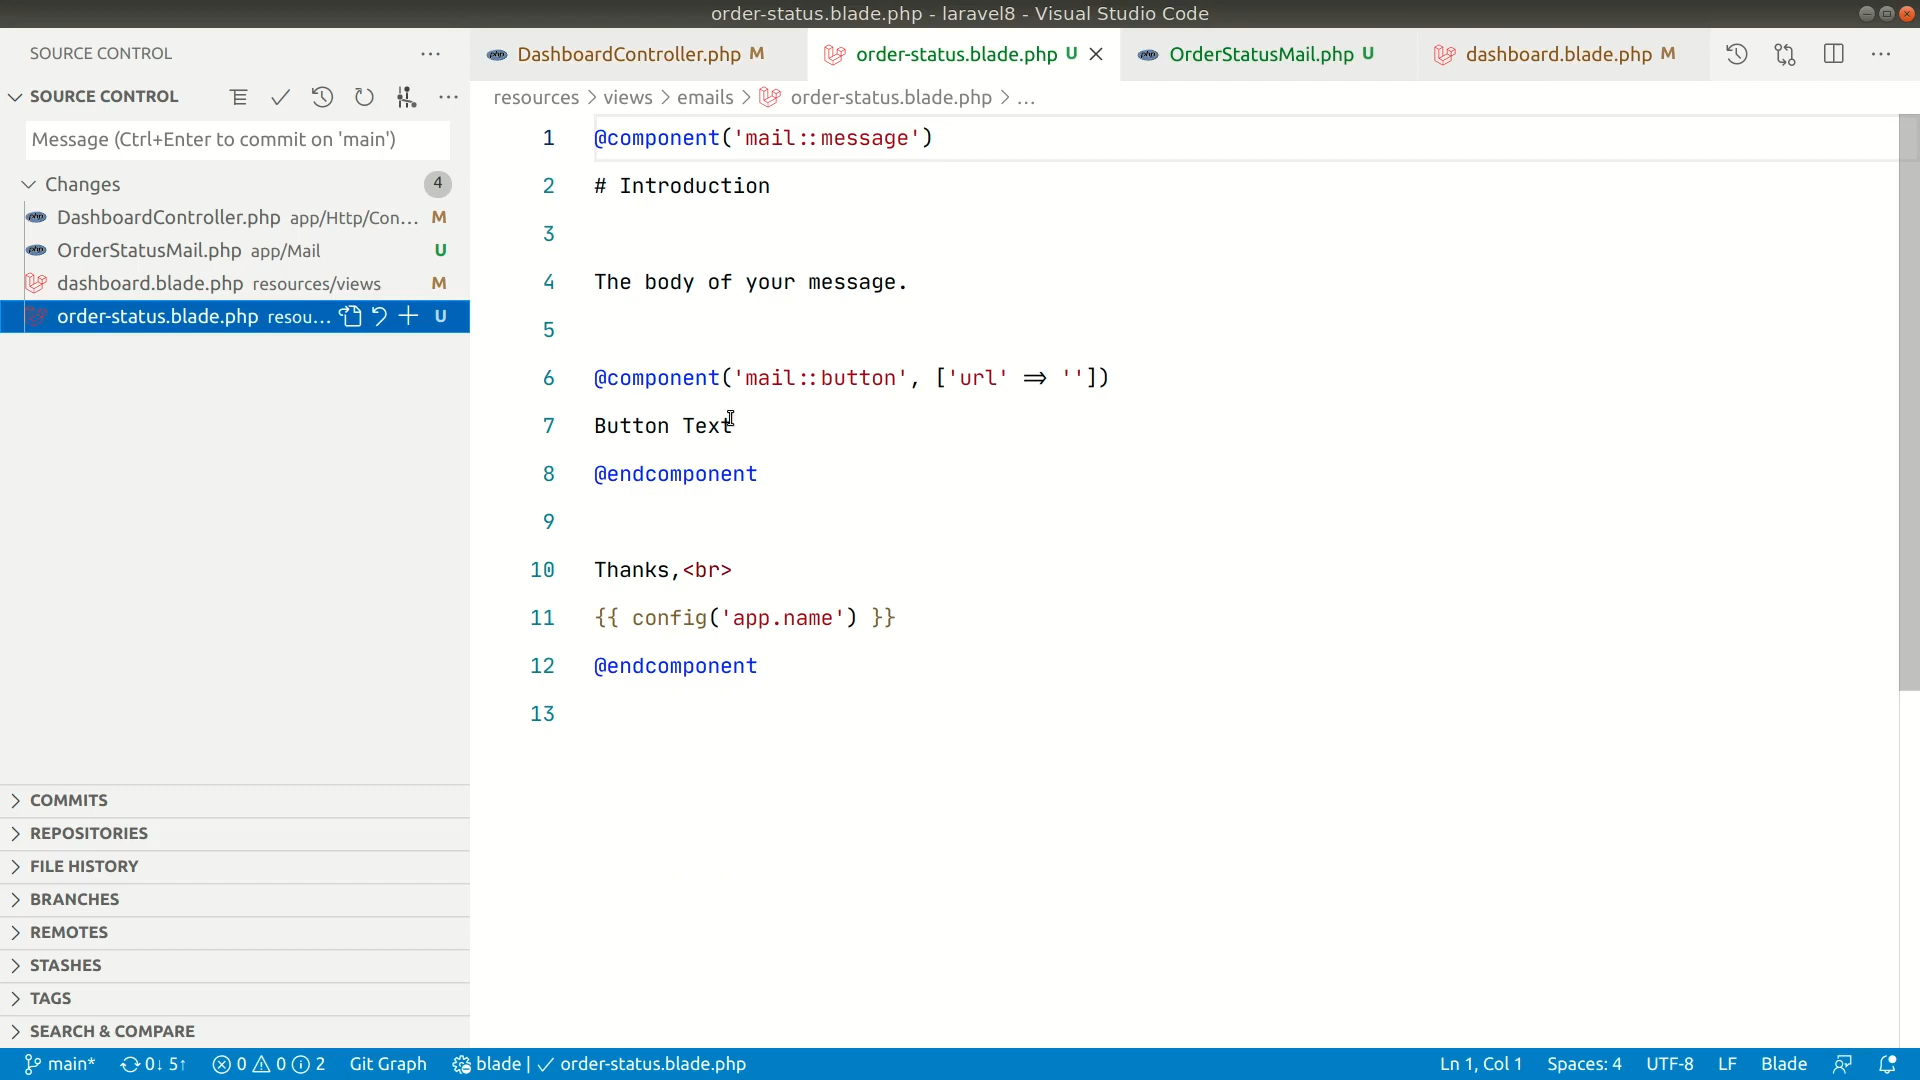 order-status.blade.php - laravel8 - Visual Studio Code
SOURCE CONTROL
DashboardController.php M
order-status.blade.php U
OrderStatusMail.php U
dashboard.blade.php M
SOURCE CONTROL
resources > views > emails > order-status.blade.php > ...
Message (Ctrl+Enter to commit on 'main')
Changes 4
DashboardController.php app/Http/Con... M
OrderStatusMail.php app/Mail U
dashboard.blade.php resources/views M
order-status.blade.php resou... U
1 @component('mail::message')
2 # Introduction
3
4 The body of your message.
5
6 @component('mail::button', ['url' => ''])
7 Button Text
8 @endcomponent
9
10 Thanks,<br>
11 {{ config('app.name') }}
12 @endcomponent
13
COMMITS
REPOSITORIES
FILE HISTORY
BRANCHES
REMOTES
STASHES
TAGS
SEARCH & COMPARE
main* 0↓ 5↑ 0 0 2 Git Graph blade | ✓ order-status.blade.php Ln 1, Col 1 Spaces: 4 UTF-8 LF Blade